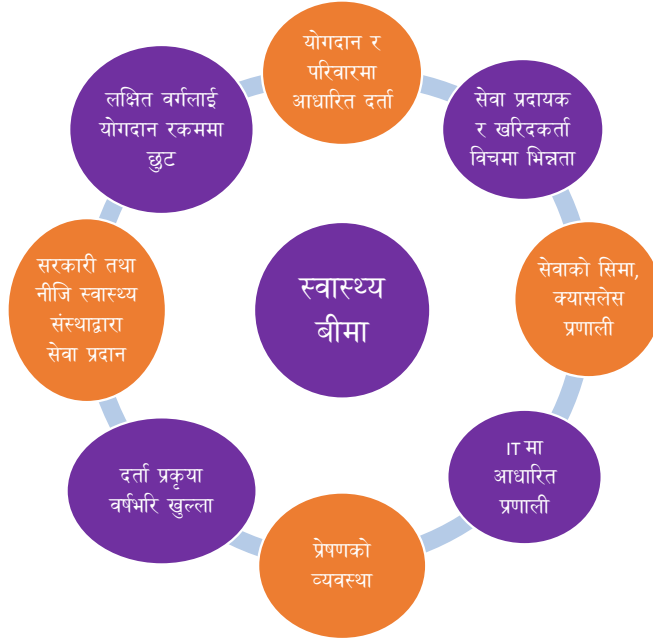 योगदान र
परिवारमा
आधारित दर्ता
सेवा प्रदायक
र खरिदकर्ता
विचमा भिन्नता
सेवाको सिमा,
क्यासलेस
प्रणाली
IT मा
आधारित
प्रणाली
प्रेषणको
व्यवस्था
दर्ता प्रकृया
वर्षभरि खुल्ला
सरकारी तथा
नीजि स्वास्थ्य
संस्थाद्वारा
सेवा प्रदान
लक्षित वर्गलाई
योगदान रकममा
छुट
स्वास्थ्य
बीमा